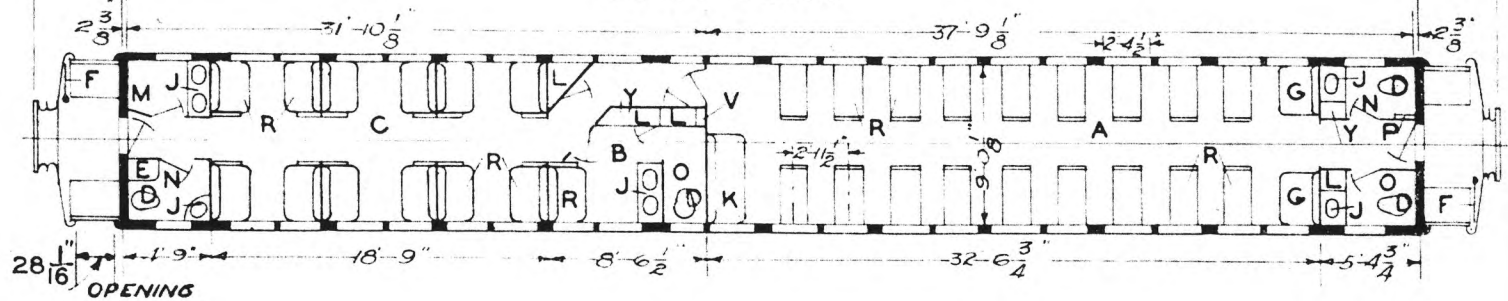 2 3/8" 31'-10 1/8" 37'-9 1/8" 2-4 1/2" 2 3/8"
F M J R C L Y V R A G J D N
L L B 2-11 1/2" 9'-0 7/8" Y P
E N D J R R J D K R G L J D F
28 1/16" 1'-9" 18'-9" 8'-6 1/2" 32-6 3/4" 5'-4 3/4"
OPENING